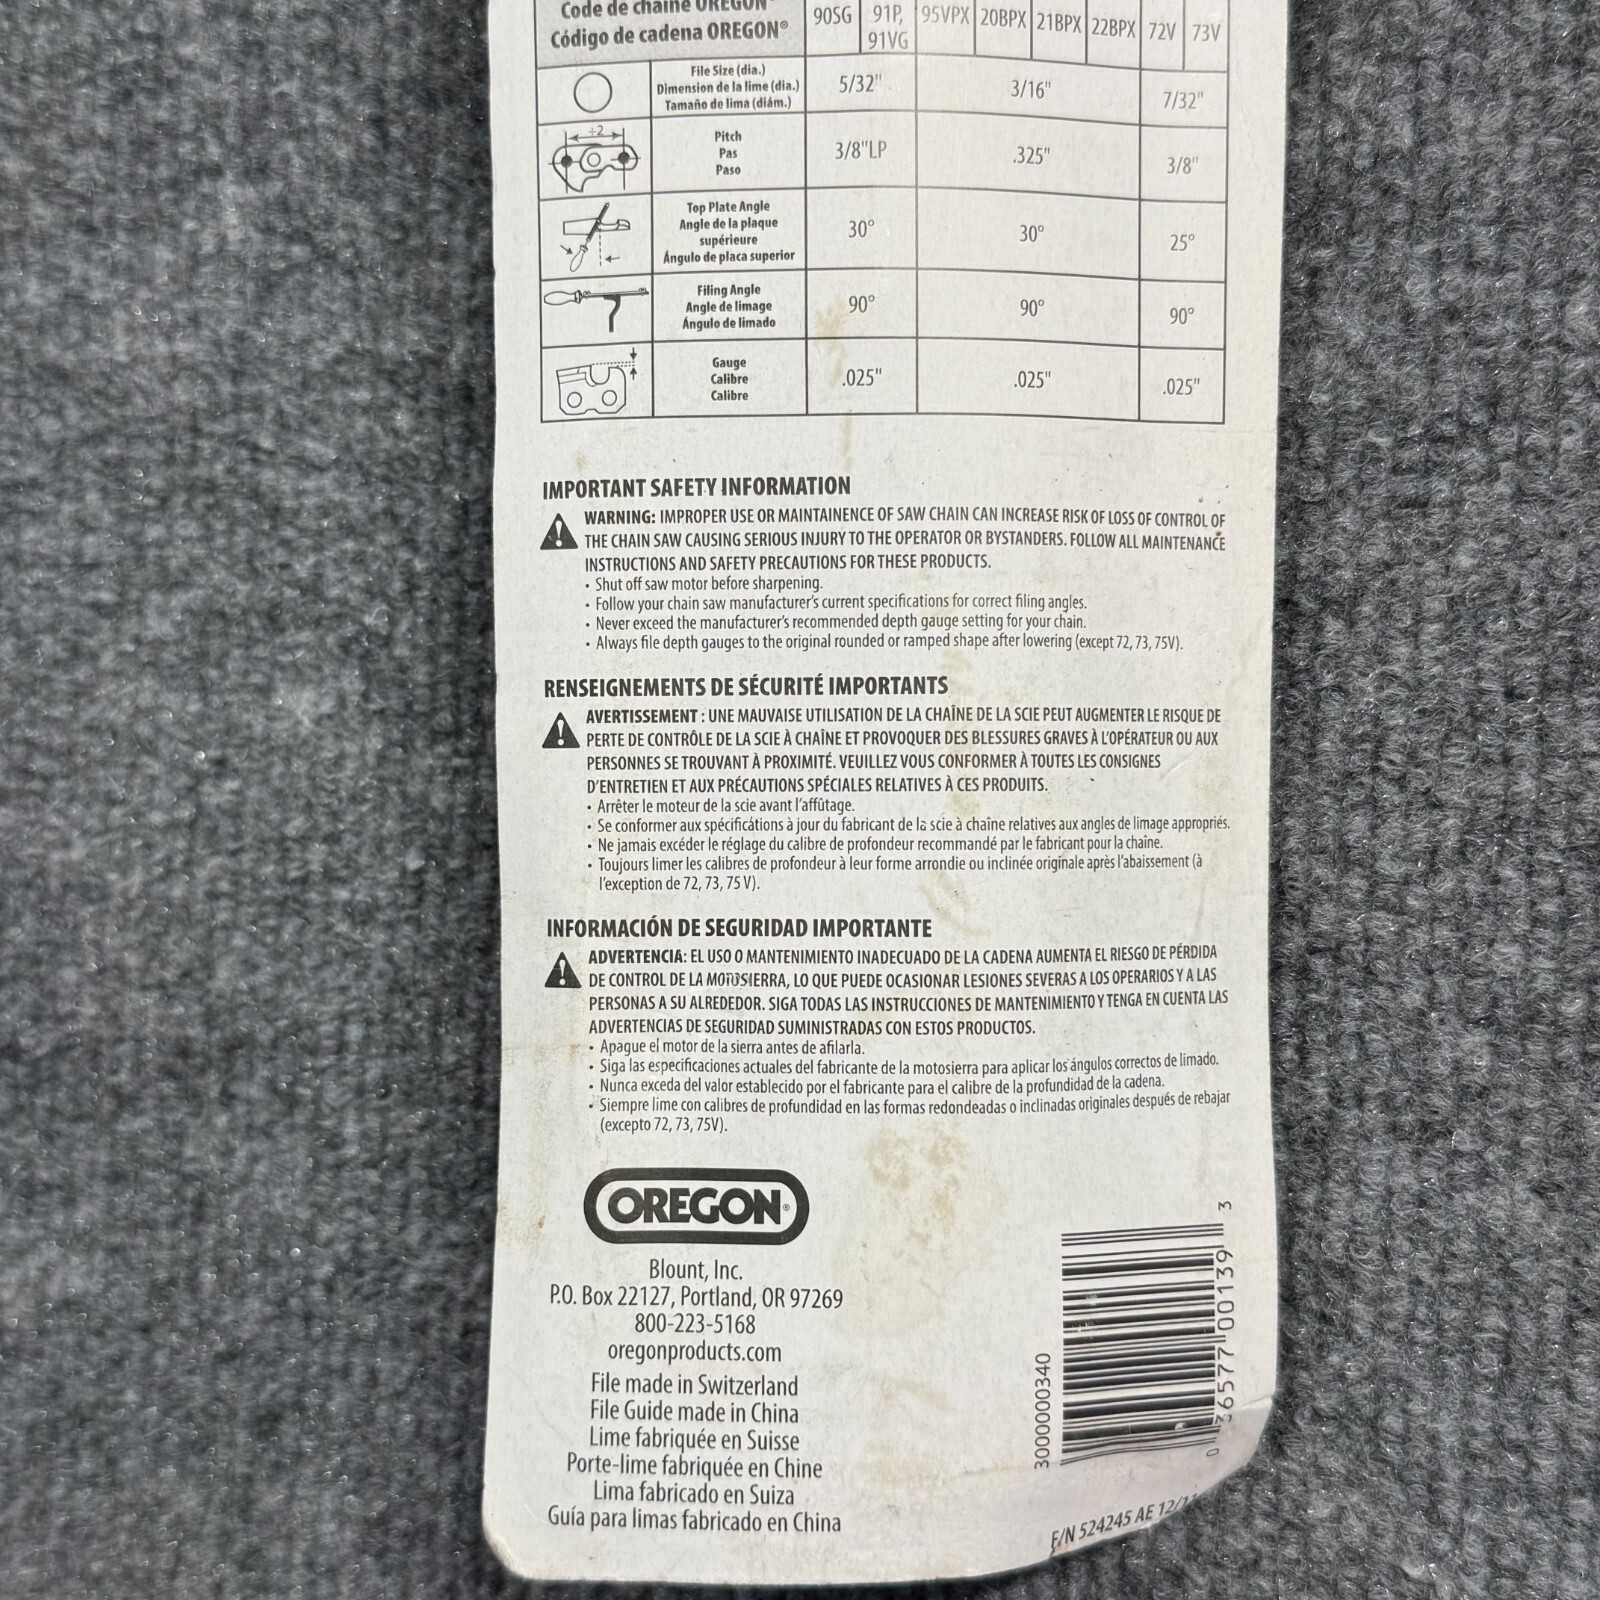 Code de chaîne OREGON®
Código de cadena OREGON®
90SG 91P, 91VG 95VPX 20BPX 21BPX 22BPX 72V 73V
File Size (dia.)
Dimension de la lime (dia.)
Tamaño de lima (diám.)
5/32" 3/16" 7/32"
÷2
Pitch
Pas
Paso
3/8"LP .325" 3/8"
Top Plate Angle
Angle de la plaque
supérieure
Ángulo de placa superior
30° 30° 25°
Filing Angle
Angle de limage
Ángulo de limado
90° 90° 90°
Gauge
Calibre
Calibre
.025" .025" .025"
IMPORTANT SAFETY INFORMATION
WARNING: IMPROPER USE OR MAINTAINENCE OF SAW CHAIN CAN INCREASE RISK OF LOSS OF CONTROL OF
THE CHAIN SAW CAUSING SERIOUS INJURY TO THE OPERATOR OR BYSTANDERS. FOLLOW ALL MAINTENANCE
INSTRUCTIONS AND SAFETY PRECAUTIONS FOR THESE PRODUCTS.
• Shut off saw motor before sharpening.
• Follow your chain saw manufacturer's current specifications for correct filing angles.
• Never exceed the manufacturer's recommended depth gauge setting for your chain.
• Always file depth gauges to the original rounded or ramped shape after lowering (except 72, 73, 75V).
RENSEIGNEMENTS DE SÉCURITÉ IMPORTANTS
AVERTISSEMENT : UNE MAUVAISE UTILISATION DE LA CHAÎNE DE LA SCIE PEUT AUGMENTER LE RISQUE DE
PERTE DE CONTRÔLE DE LA SCIE À CHAÎNE ET PROVOQUER DES BLESSURES GRAVES À L'OPÉRATEUR OU AUX
PERSONNES SE TROUVANT À PROXIMITÉ. VEUILLEZ VOUS CONFORMER À TOUTES LES CONSIGNES
D'ENTRETIEN ET AUX PRÉCAUTIONS SPÉCIALES RELATIVES À CES PRODUITS.
• Arrêter le moteur de la scie avant l'affûtage.
• Se conformer aux spécifications à jour du fabricant de la scie à chaîne relatives aux angles de limage appropriés.
• Ne jamais excéder le réglage du calibre de profondeur recommandé par le fabricant pour la chaîne.
• Toujours limer les calibres de profondeur à leur forme arrondie ou inclinée originale après l'abaissement (à
l'exception de 72, 73, 75 V).
INFORMACIÓN DE SEGURIDAD IMPORTANTE
ADVERTENCIA: EL USO O MANTENIMIENTO INADECUADO DE LA CADENA AUMENTA EL RIESGO DE PÉRDIDA
DE CONTROL DE LA MOTOSIERRA, LO QUE PUEDE OCASIONAR LESIONES SEVERAS A LOS OPERARIOS Y A LAS
PERSONAS A SU ALREDEDOR. SIGA TODAS LAS INSTRUCCIONES DE MANTENIMIENTO Y TENGA EN CUENTA LAS
ADVERTENCIAS DE SEGURIDAD SUMINISTRADAS CON ESTOS PRODUCTOS.
• Apague el motor de la sierra antes de afilarla.
• Siga las especificaciones actuales del fabricante de la motosierra para aplicar los ángulos correctos de limado.
• Nunca exceda del valor establecido por el fabricante para el calibre de la profundidad de la cadena.
• Siempre lime con calibres de profundidad en las formas redondeadas o inclinadas originales después de rebajar
(excepto 72, 73, 75V).
OREGON®
Blount, Inc.
P.O. Box 22127, Portland, OR 97269
800-223-5168
oregonproducts.com
File made in Switzerland
File Guide made in China
Lime fabriquée en Suisse
Porte-lime fabriquée en Chine
Lima fabricado en Suiza
Guía para limas fabricado en China
3000000340
0 36577 00139 3
F/N 524245 AE